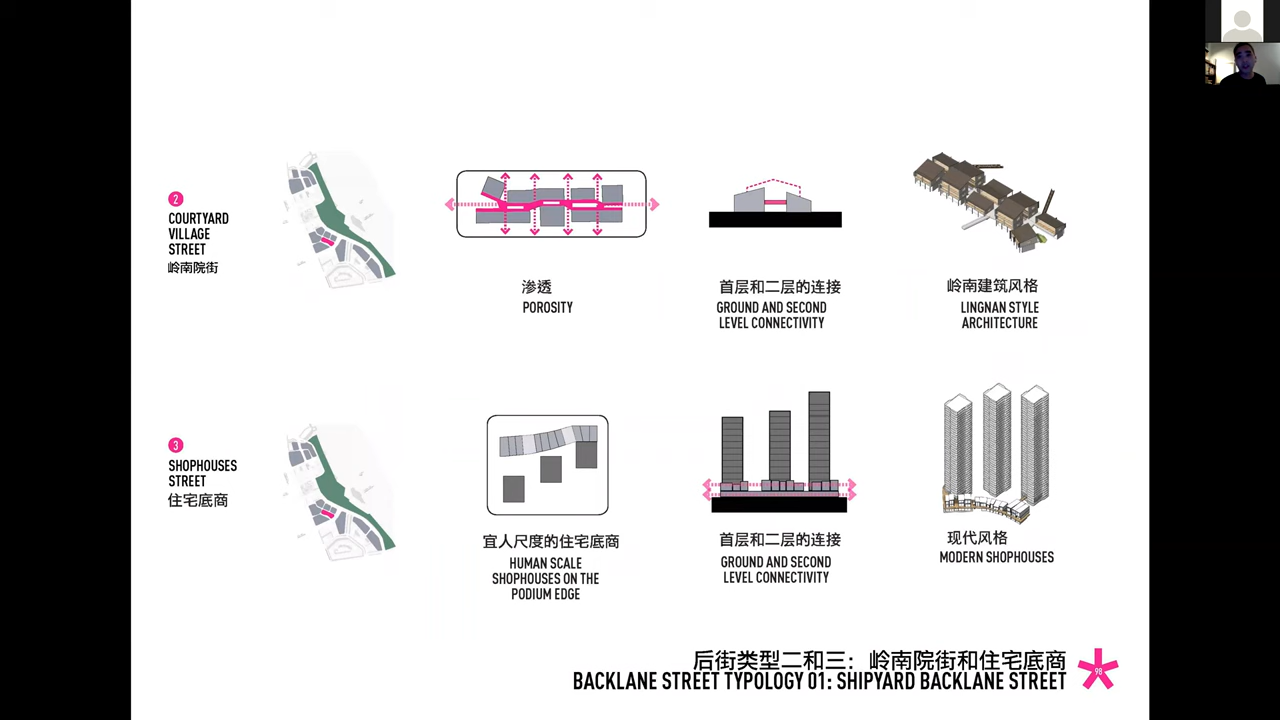 2
COURTYARD
VILLAGE
STREET
岭南院街
渗透
POROSITY
首层和二层的连接
GROUND AND SECOND
LEVEL CONNECTIVITY
岭南建筑风格
LINGNAN STYLE
ARCHITECTURE
3
SHOPHOUSES
STREET
住宅底商
宜人尺度的住宅底商
HUMAN SCALE
SHOPHOUSES ON THE
PODIUM EDGE
首层和二层的连接
GROUND AND SECOND
LEVEL CONNECTIVITY
现代风格
MODERN SHOPHOUSES
后街类型二和三：岭南院街和住宅底商
BACKLANE STREET TYPOLOGY 01: SHIPYARD BACKLANE STREET
98